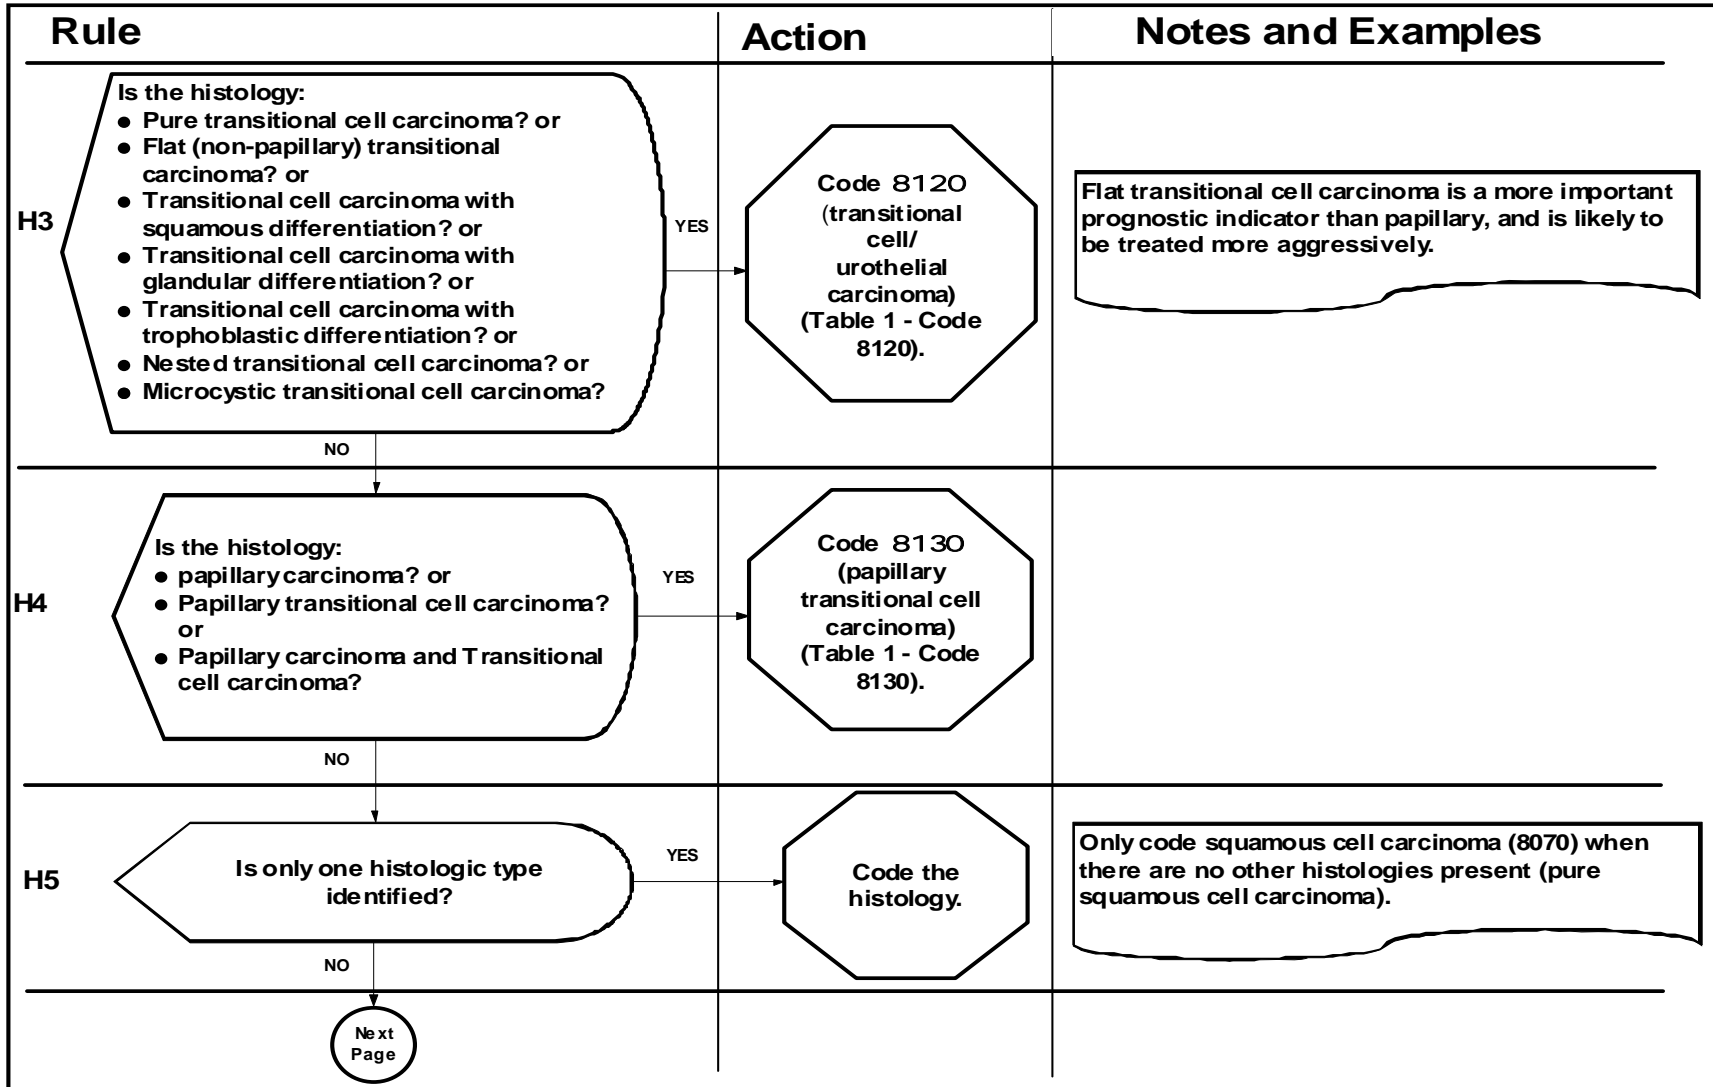 Rule
Action
Notes and Examples
H3
Is the histology:
● Pure transitional cell carcinoma? or
● Flat (non-papillary) transitional
carcinoma? or
● Transitional cell carcinoma with
squamous differentiation? or
● Transitional cell carcinoma with
glandular differentiation? or
● Transitional cell carcinoma with
trophoblastic differentiation? or
● Nested transitional cell carcinoma? or
● Microcystic transitional cell carcinoma?
YES
Code 8120
(transitional
cell/
urothelial
carcinoma)
(Table 1 - Code
8120).
Flat transitional cell carcinoma is a more important
prognostic indicator than papillary, and is likely to
be treated more aggressively.
NO
H4
Is the histology:
● papillary carcinoma? or
● Papillary transitional cell carcinoma?
or
● Papillary carcinoma and Transitional
cell carcinoma?
YES
Code 8130
(papillary
transitional cell
carcinoma)
(Table 1 - Code
8130).
NO
H5
Is only one histologic type
identified?
YES
Code the
histology.
Only code squamous cell carcinoma (8070) when
there are no other histologies present (pure
squamous cell carcinoma).
NO
Next
Page